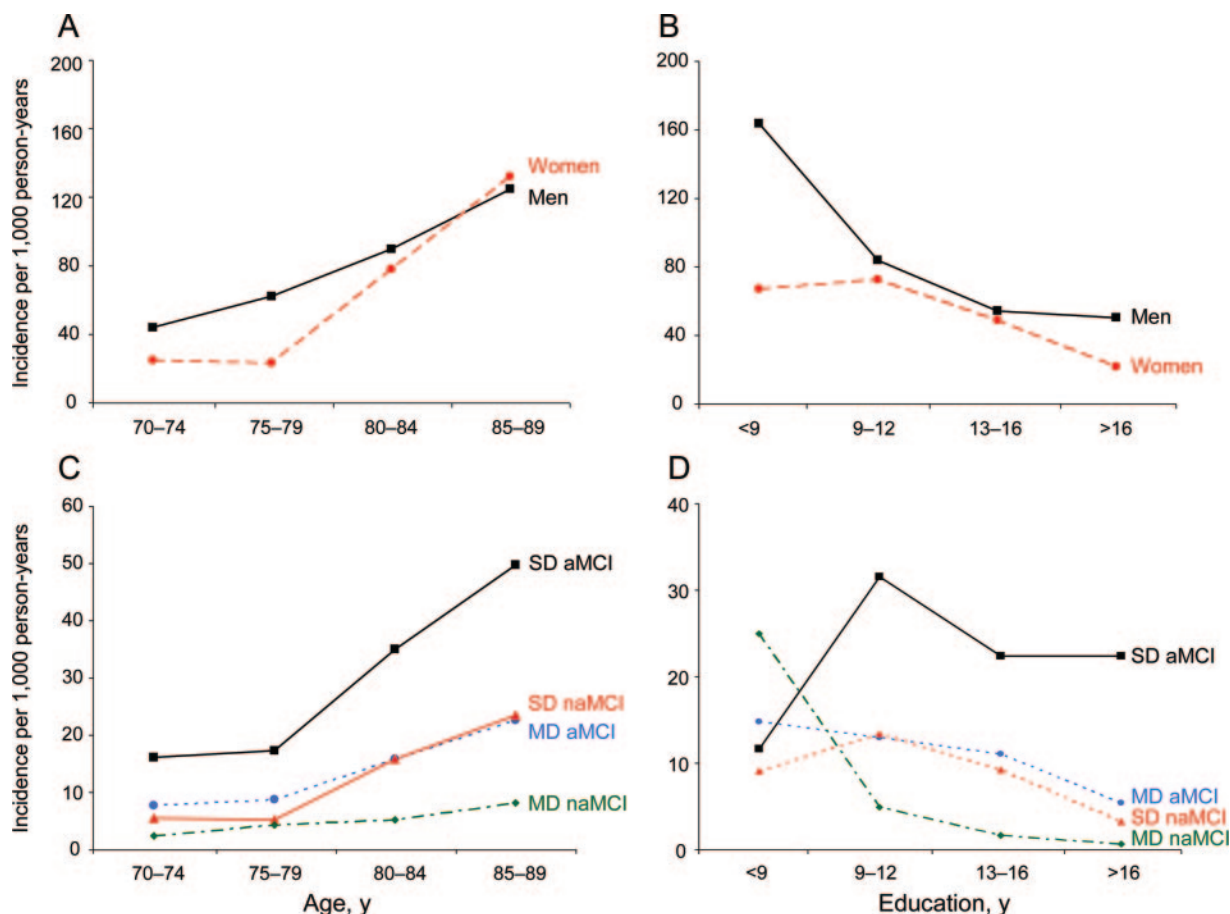 A
Incidence per 1,000 person-years
200
160
120
80
40
0
Women
Men
70–74 75–79 80–84 85–89
B
200
160
120
80
40
0
Men
Women
<9 9–12 13–16 >16
C
Incidence per 1,000 person-years
60
50
40
30
20
10
0
SD aMCI
SD naMCI
MD aMCI
MD naMCI
70–74 75–79 80–84 85–89
Age, y
D
40
30
20
10
0
SD aMCI
MD aMCI
SD naMCI
MD naMCI
<9 9–12 13–16 >16
Education, y